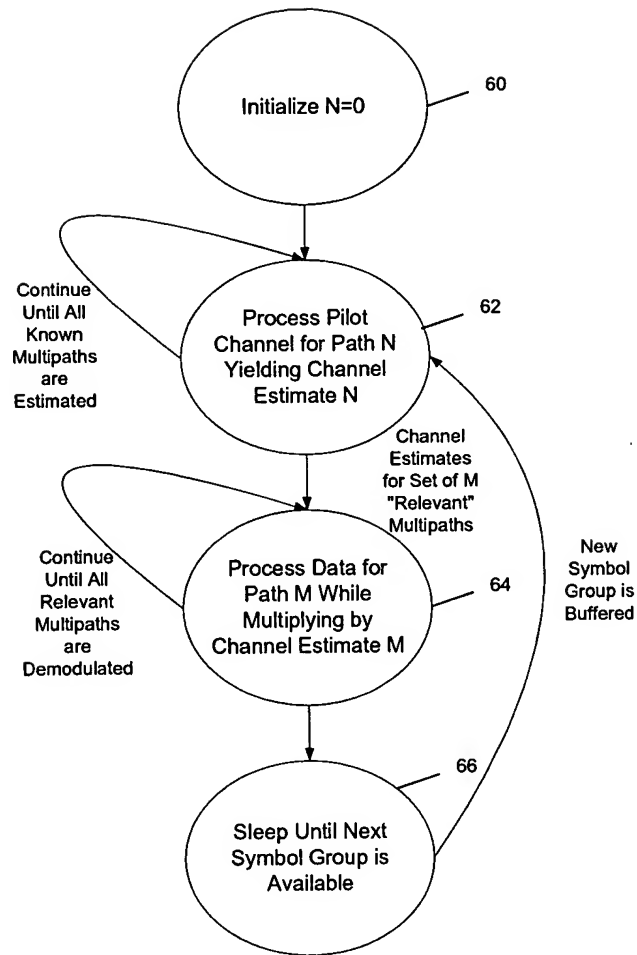 Initialize N=0
60
Continue
Until All
Known
Multipaths
are
Estimated
Process Pilot
Channel for Path N
Yielding Channel
Estimate N
62
Channel
Estimates
for Set of M
"Relevant"
Multipaths
Continue
Until All
Relevant
Multipaths
are
Demodulated
Process Data for
Path M While
Multiplying by
Channel Estimate M
64
New
Symbol
Group is
Buffered
66
Sleep Until Next
Symbol Group is
Available